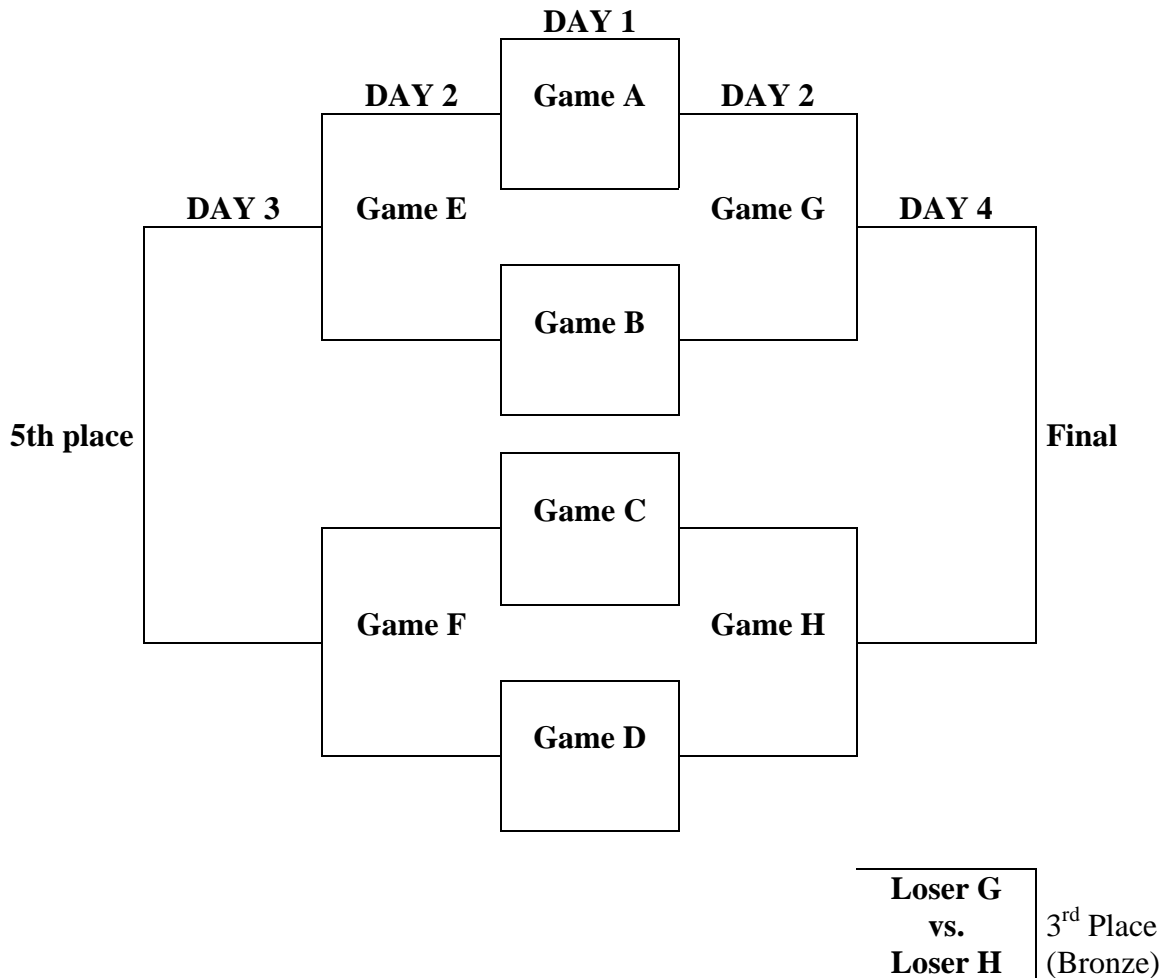 DAY 1
DAY 2
Game A
DAY 2
DAY 3
Game E
Game G
DAY 4
Game B
5th place
Final
Game C
Game F
Game H
Game D
Loser G
vs.
Loser H
3rd Place
(Bronze)